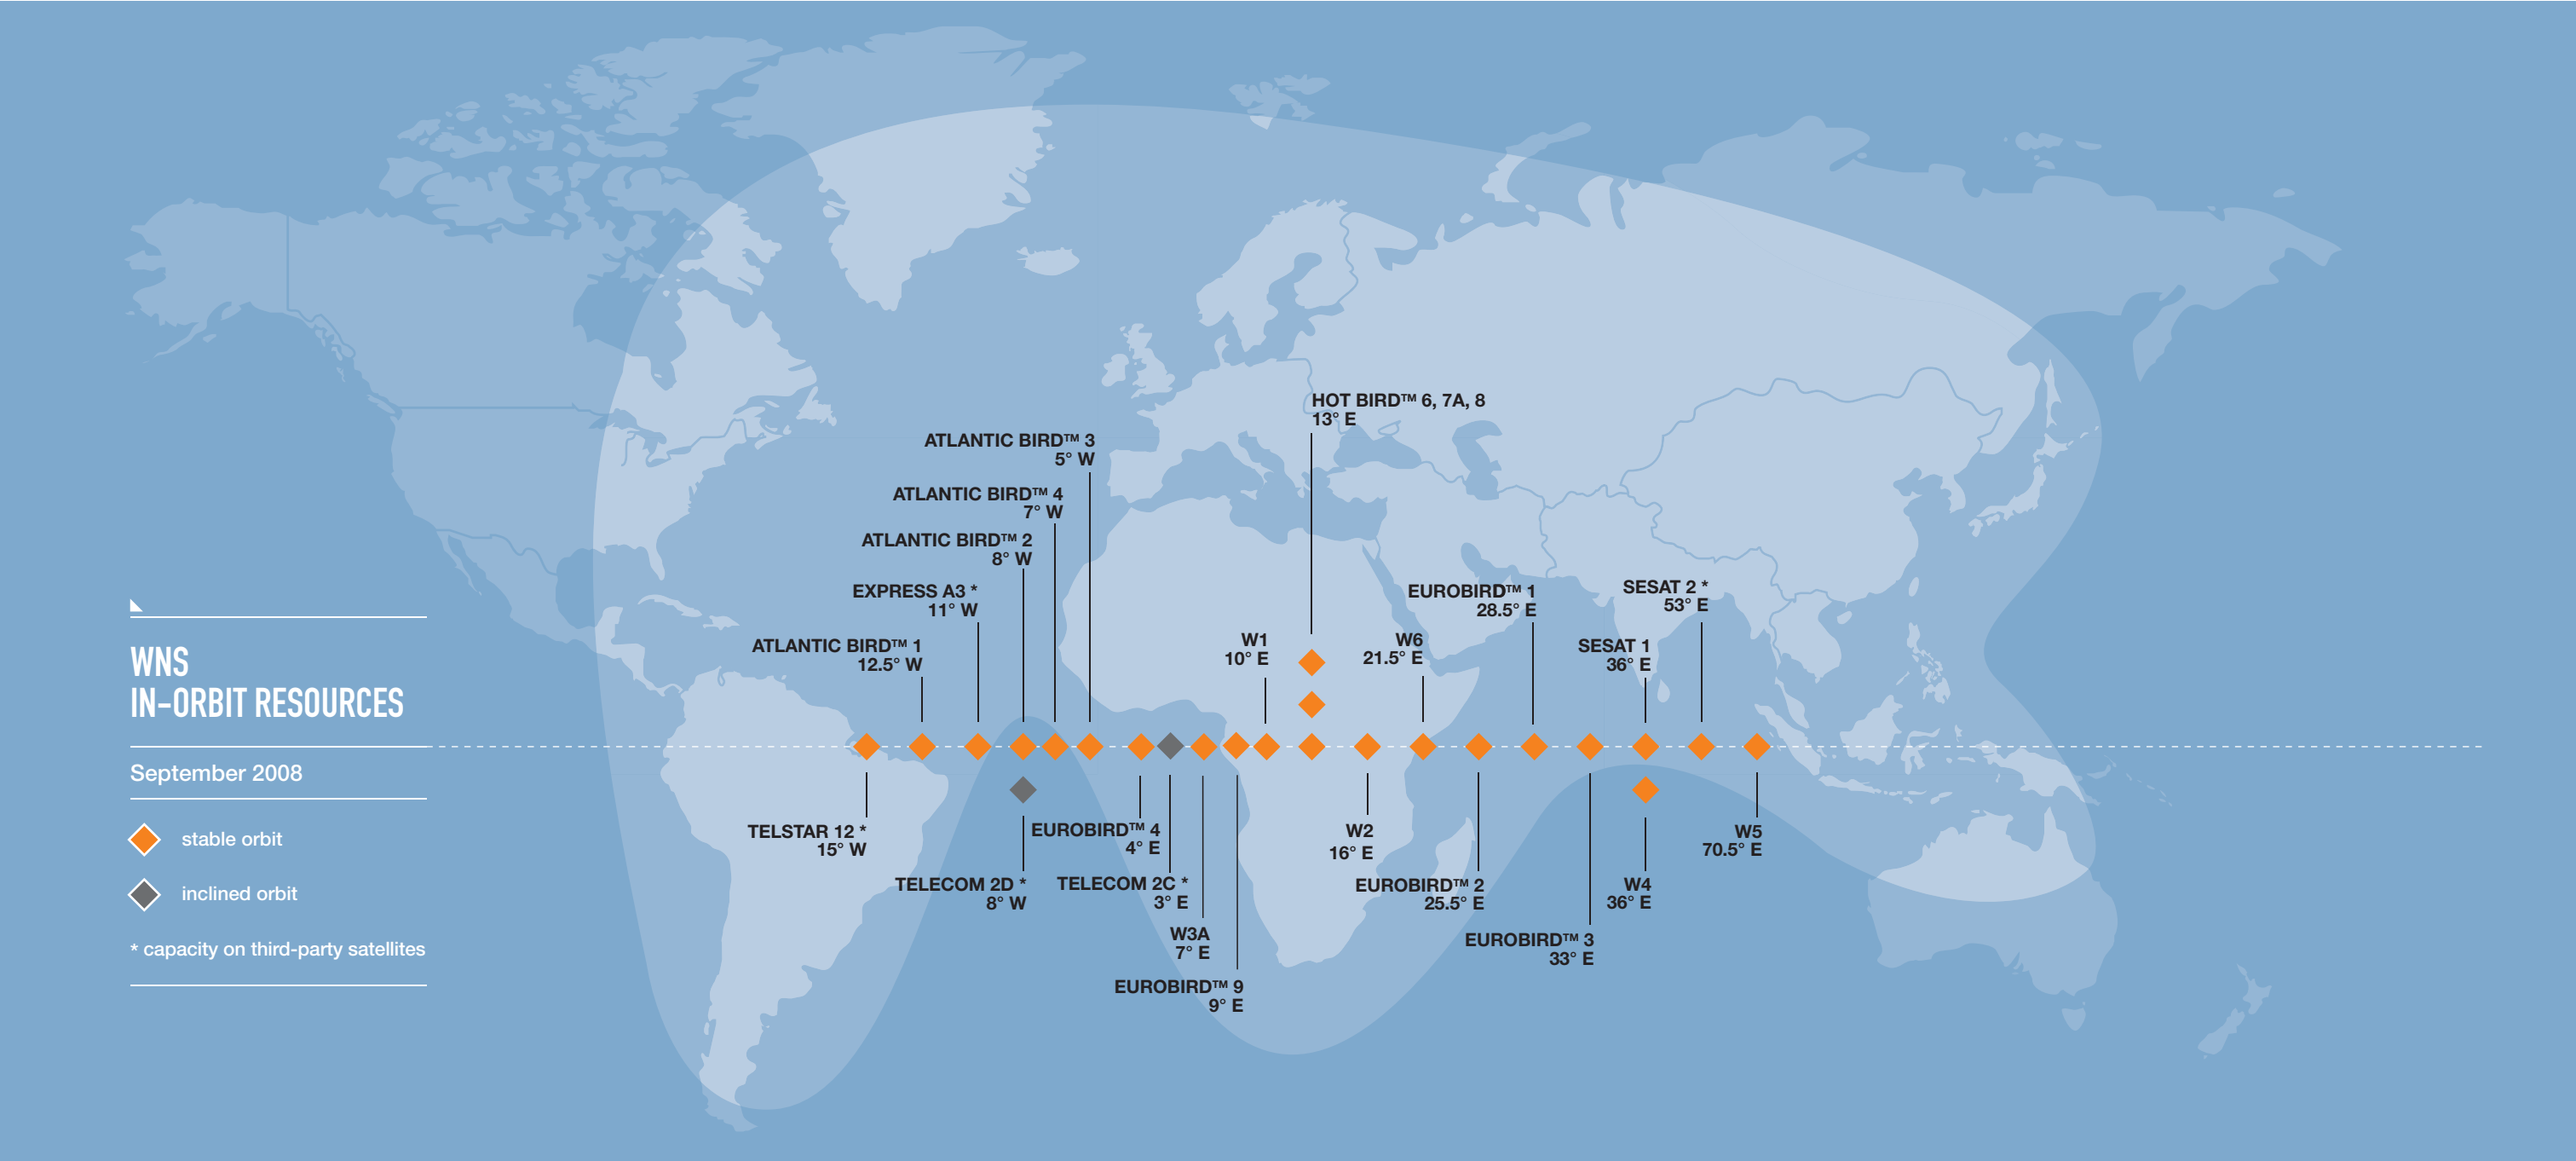 WNS
IN-ORBIT RESOURCES
September 2008
stable orbit
inclined orbit
* capacity on third-party satellites
HOT BIRD™ 6, 7A, 8
13° E
ATLANTIC BIRD™ 3
5° W
ATLANTIC BIRD™ 4
7° W
ATLANTIC BIRD™ 2
8° W
EXPRESS A3 *
11° W
ATLANTIC BIRD™ 1
12.5° W
W1
10° E
W6
21.5° E
EUROBIRD™ 1
28.5° E
SESAT 1
36° E
SESAT 2 *
53° E
TELSTAR 12 *
15° W
TELECOM 2D *
8° W
EUROBIRD™ 4
4° E
TELECOM 2C *
3° E
W3A
7° E
EUROBIRD™ 9
9° E
W2
16° E
EUROBIRD™ 2
25.5° E
EUROBIRD™ 3
33° E
W4
36° E
W5
70.5° E